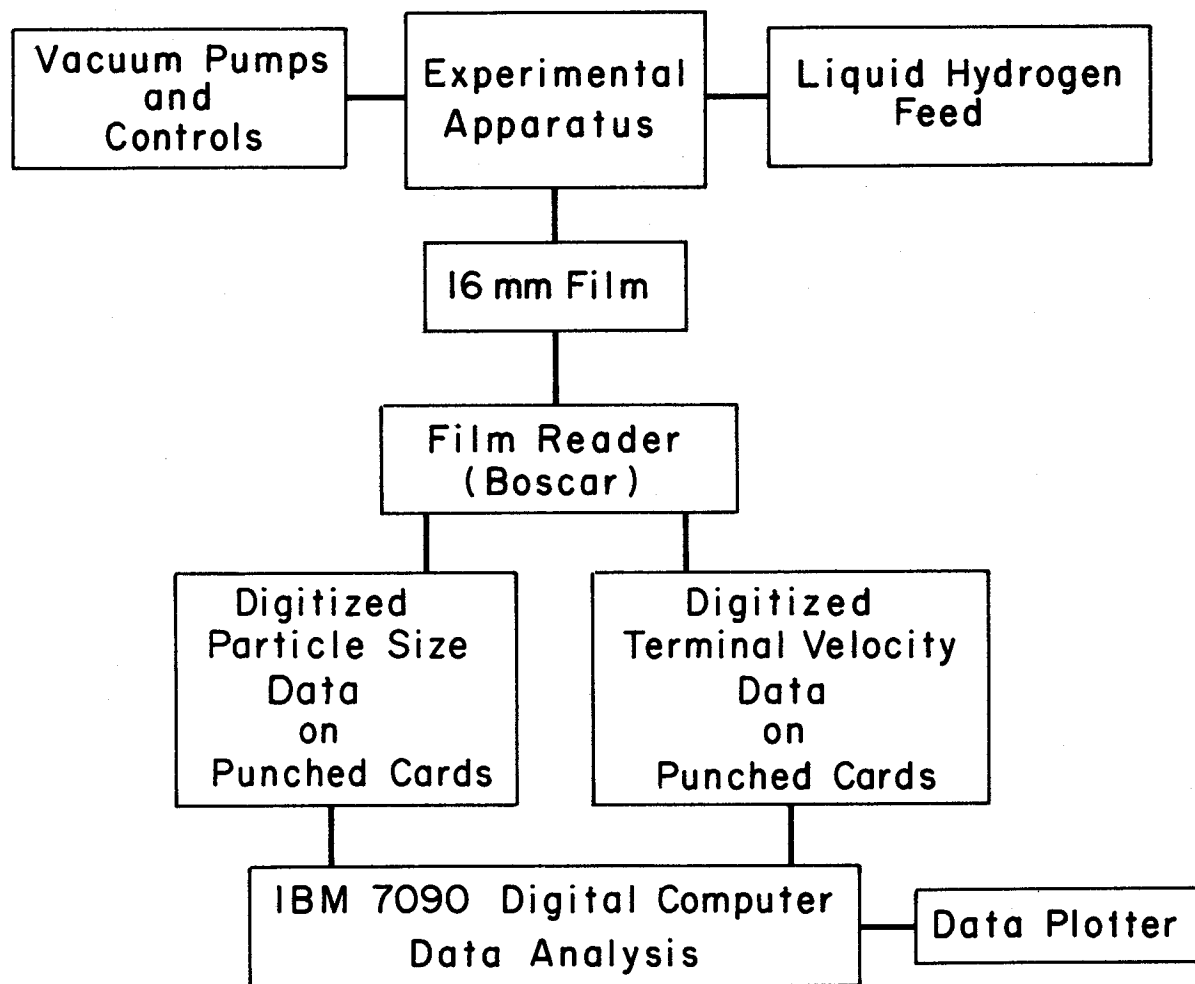 Vacuum Pumps
and
Controls
Experimental
Apparatus
Liquid Hydrogen
Feed
16 mm Film
Film Reader
(Boscar)
Digitized
Particle Size
Data
on
Punched Cards
Digitized
Terminal Velocity
Data
on
Punched Cards
IBM 7090 Digital Computer
Data Analysis
Data Plotter